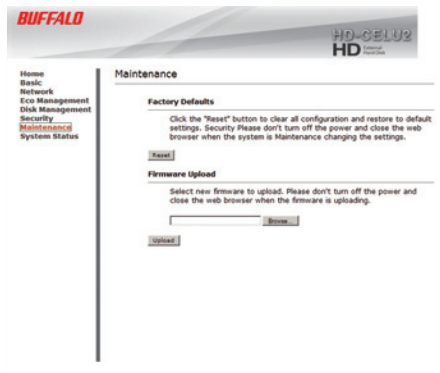 BUFFALO
HD-CELU2
HD External
Hard Disk
Home
Basic
Network
Eco Management
Disk Management
Security
Maintenance
System Status
Maintenance
Factory Defaults
Click the "Reset" button to clear all configuration and restore to default
settings. Security Please don't turn off the power and close the web
browser when the system is Maintenance changing the settings.
Reset
Firmware Upload
Select new firmware to upload. Please don't turn off the power and
close the web browser when the firmware is uploading.
Browse...
Upload